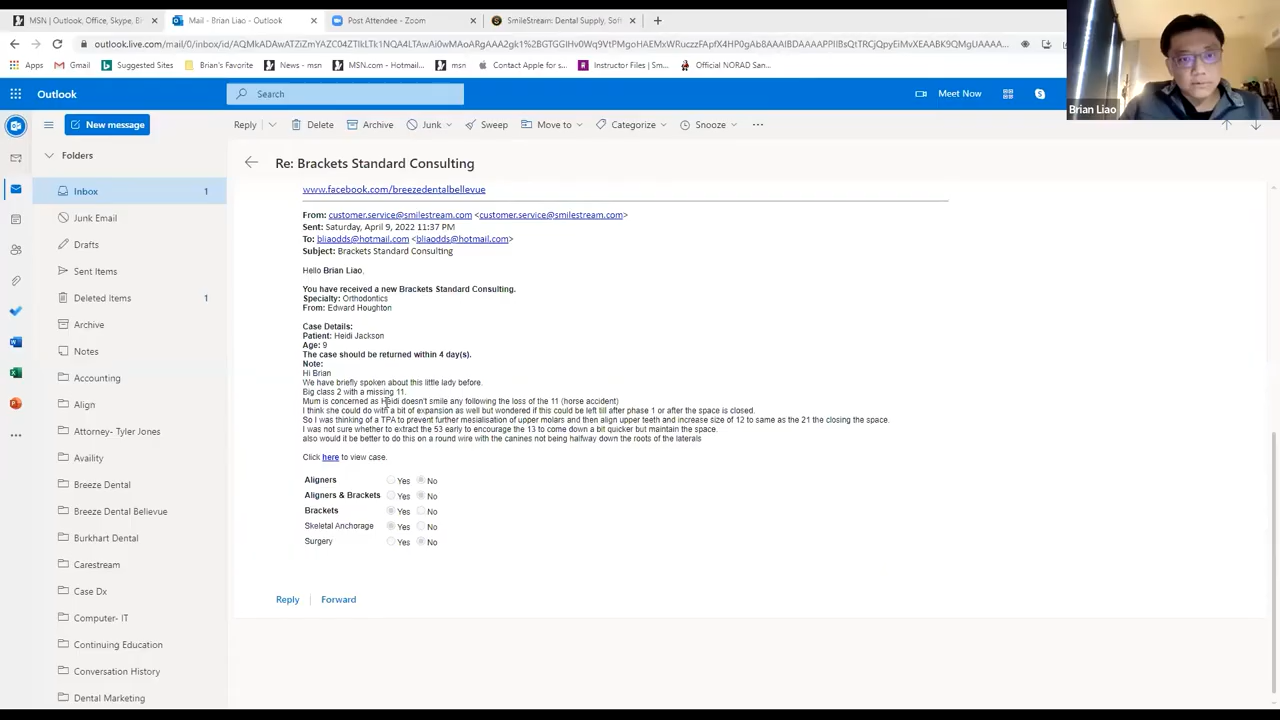 MSN | Outlook, Office, Skype, B
Mail - Brian Liao - Outlook
Post Attendee - Zoom
SmileStream: Dental Supply, Soft
Apps
Gmail
Suggested Sites
Brian's Favorite
News - msn
MSN.com - Hotmail...
msn
Contact Apple for s...
Instructor Files | Sm...
Official NORAD San...
Brian Liao
Outlook
Search
Meet Now
New message
Reply
Delete
Archive
Junk
Sweep
Move to
Categorize
Snooze
Folders
Inbox 1
Junk Email
Drafts
Sent Items
Deleted Items 1
Archive
Notes
Accounting
Align
Attorney- Tyler Jones
Availity
Breeze Dental
Breeze Dental Bellevue
Burkhart Dental
Carestream
Case Dx
Computer- IT
Continuing Education
Conversation History
Dental Marketing
Re: Brackets Standard Consulting
www.facebook.com/breezedentalbellevue
From: customer.service@smilestream.com <customer.service@smilestream.com>
Sent: Saturday, April 9, 2022 11:37 PM
To: bliaodds@hotmail.com <bliaodds@hotmail.com>
Subject: Brackets Standard Consulting
Hello Brian Liao,
You have received a new Brackets Standard Consulting.
Specialty: Orthodontics
From: Edward Houghton
Case Details:
Patient: Heidi Jackson
Age: 9
The case should be returned within 4 day(s).
Note:
Hi Brian
We have briefly spoken about this little lady before.
Big class 2 with a missing 11.
Mum is concerned as Heidi doesn't smile any following the loss of the 11 (horse accident)
I think she could do with a bit of expansion as well but wondered if this could be left till after phase 1 or after the space is closed.
So I was thinking of a TPA to prevent further mesialisation of upper molars and then align upper teeth and increase size of 12 to same as the 21 the closing the space.
I was not sure whether to extract the 53 early to encourage the 13 to come down a bit quicker but maintain the space.
also would it be better to do this on a round wire with the canines not being halfway down the roots of the laterals
Click here to view case.
Aligners Yes No
Aligners & Brackets Yes No
Brackets Yes No
Skeletal Anchorage Yes No
Surgery Yes No
Reply
Forward